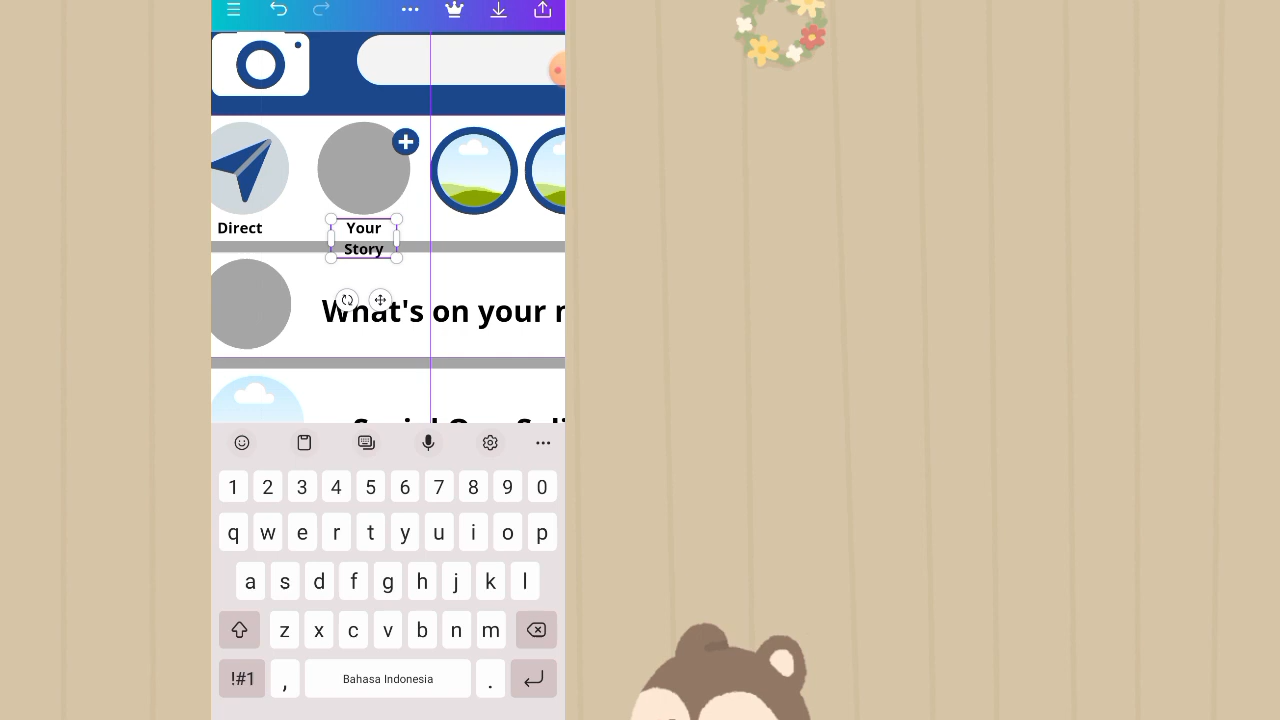 Direct
Your
Story
What's on your
1 2 3 4 5 6 7 8 9 0
q w e r t y u i o p
a s d f g h j k l
z x c v b n m
!#1 , Bahasa Indonesia .